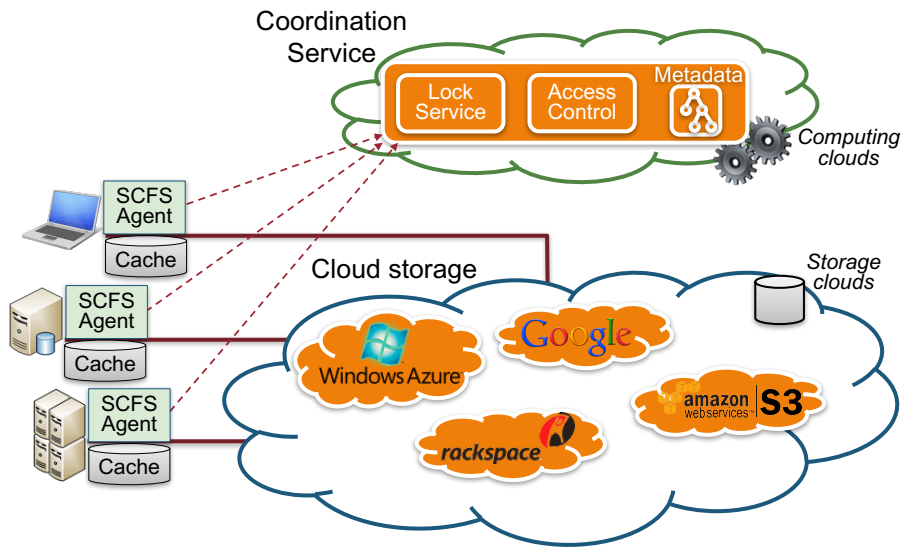 Coordination
Service
Lock
Service
Access
Control
Metadata
Computing
clouds
SCFS
Agent
Cache
Cloud storage
Storage
clouds
SCFS
Agent
Cache
Windows Azure
Google
SCFS
Agent
Cache
amazon
webservices™
S3
rackspace